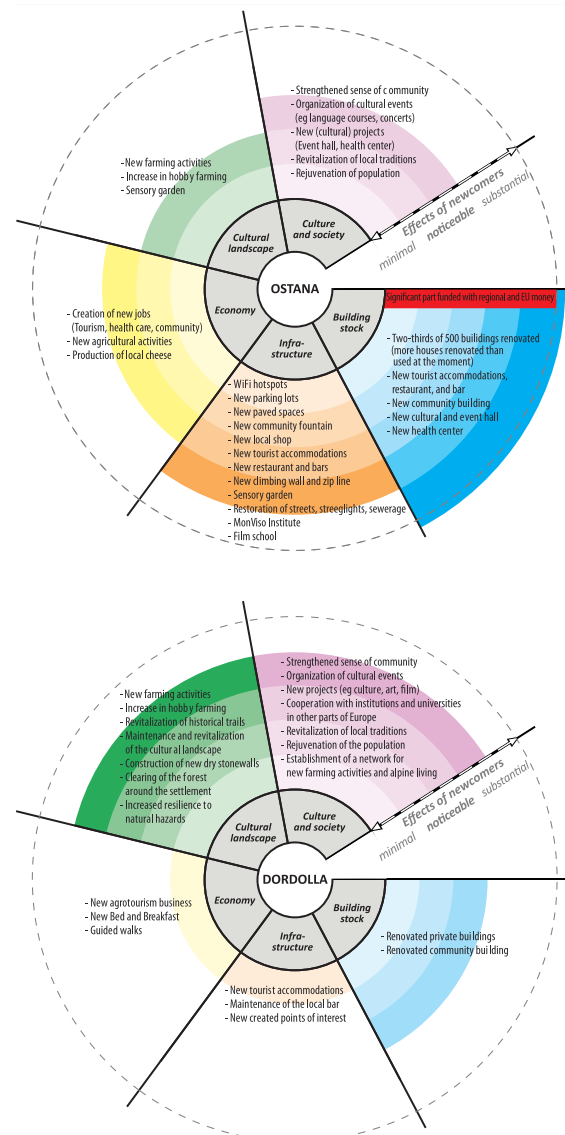 - Strengthened sense of c ommunity
- Organization of cultural events
(eg language courses, concerts)
- New (cultural) projects
(Event hall, health center)
- Revitalization of local traditions
- Rejuvenation of population
- New farming activities
- Increase in hobby farming
- Sensory garden
Effects of newcomers
minimal noticeable substantial
Cultural
landscape
Culture
and society
OSTANA
Economy
Infra-
structure
Building
stock
Significant part funded with regional and EU money
- Creation of new jobs
(Tourism, health care, community)
- New agricultural activities
- Production of local cheese
- Two-thirds of 500 buildings renovated
(more houses renovated than
used at the moment)
- New tourist accommodations,
restaurant, and bar
- New community building
- New cultural and event hall
- New health center
- WiFi hotspots
- New parking lots
- New paved spaces
- New community fountain
- New local shop
- New tourist accommodations
- New restaurant and bars
- New climbing wall and zip line
- Sensory garden
- Restoration of streets, streeglights, sewerage
- MonViso Institute
- Film school
- Strengthened sense of community
- Organization of cultural events
- New projects (eg culture, art, film)
- Cooperation with institutions and universities
in other parts of Europe
- Revitalization of local traditions
- Rejuvenation of the population
- Establishment of a network for
new farming activities and alpine living
- New farming activities
- Increase in hobby farming
- Revitalization of historical trails
- Maintenance and revitalization
of the cultural landscape
- Construction of new dry stonewalls
- Clearing of the forest
around the settlement
- Increased resilience to
natural hazards
Effects of newcomers
minimal noticeable substantial
Cultural
landscape
Culture
and society
DORDOLLA
Economy
Infra-
structure
Building
stock
- New agrotourism business
- New Bed and Breakfast
- Guided walks
- Renovated private buildings
- Renovated community building
- New tourist accommodations
- Maintenance of the local bar
- New created points of interest